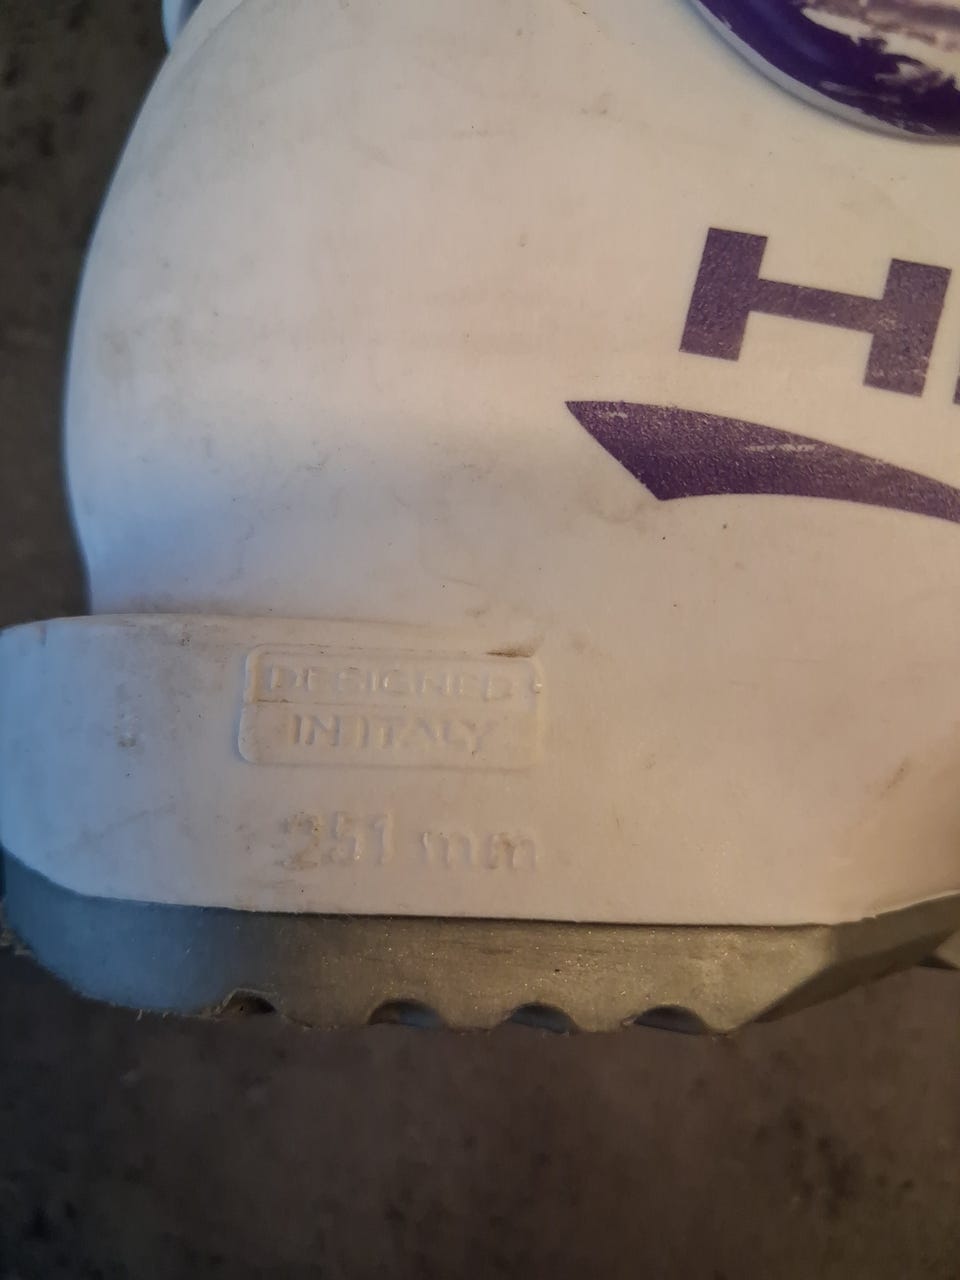 H
DESIGNED
IN ITALY
251 mm